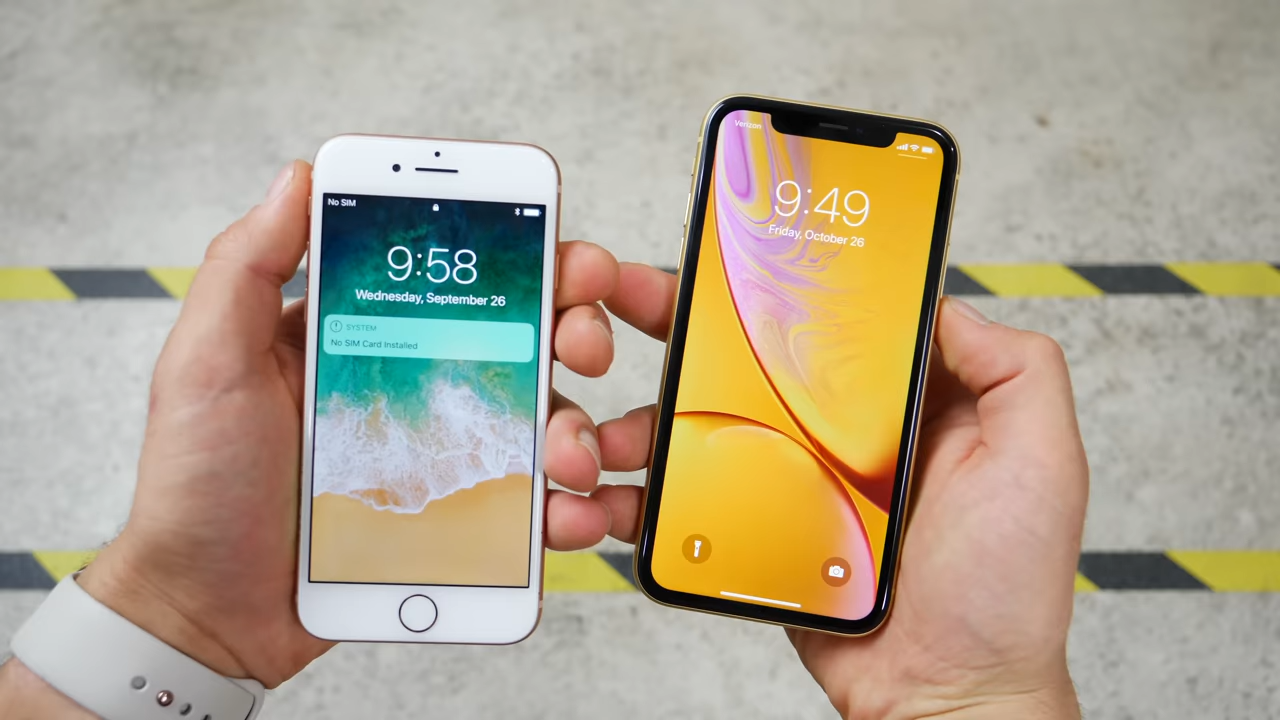 No SIM
9:58
Wednesday, September 26
SYSTEM
No SIM Card Installed
Verizon
9:49
Friday, October 26